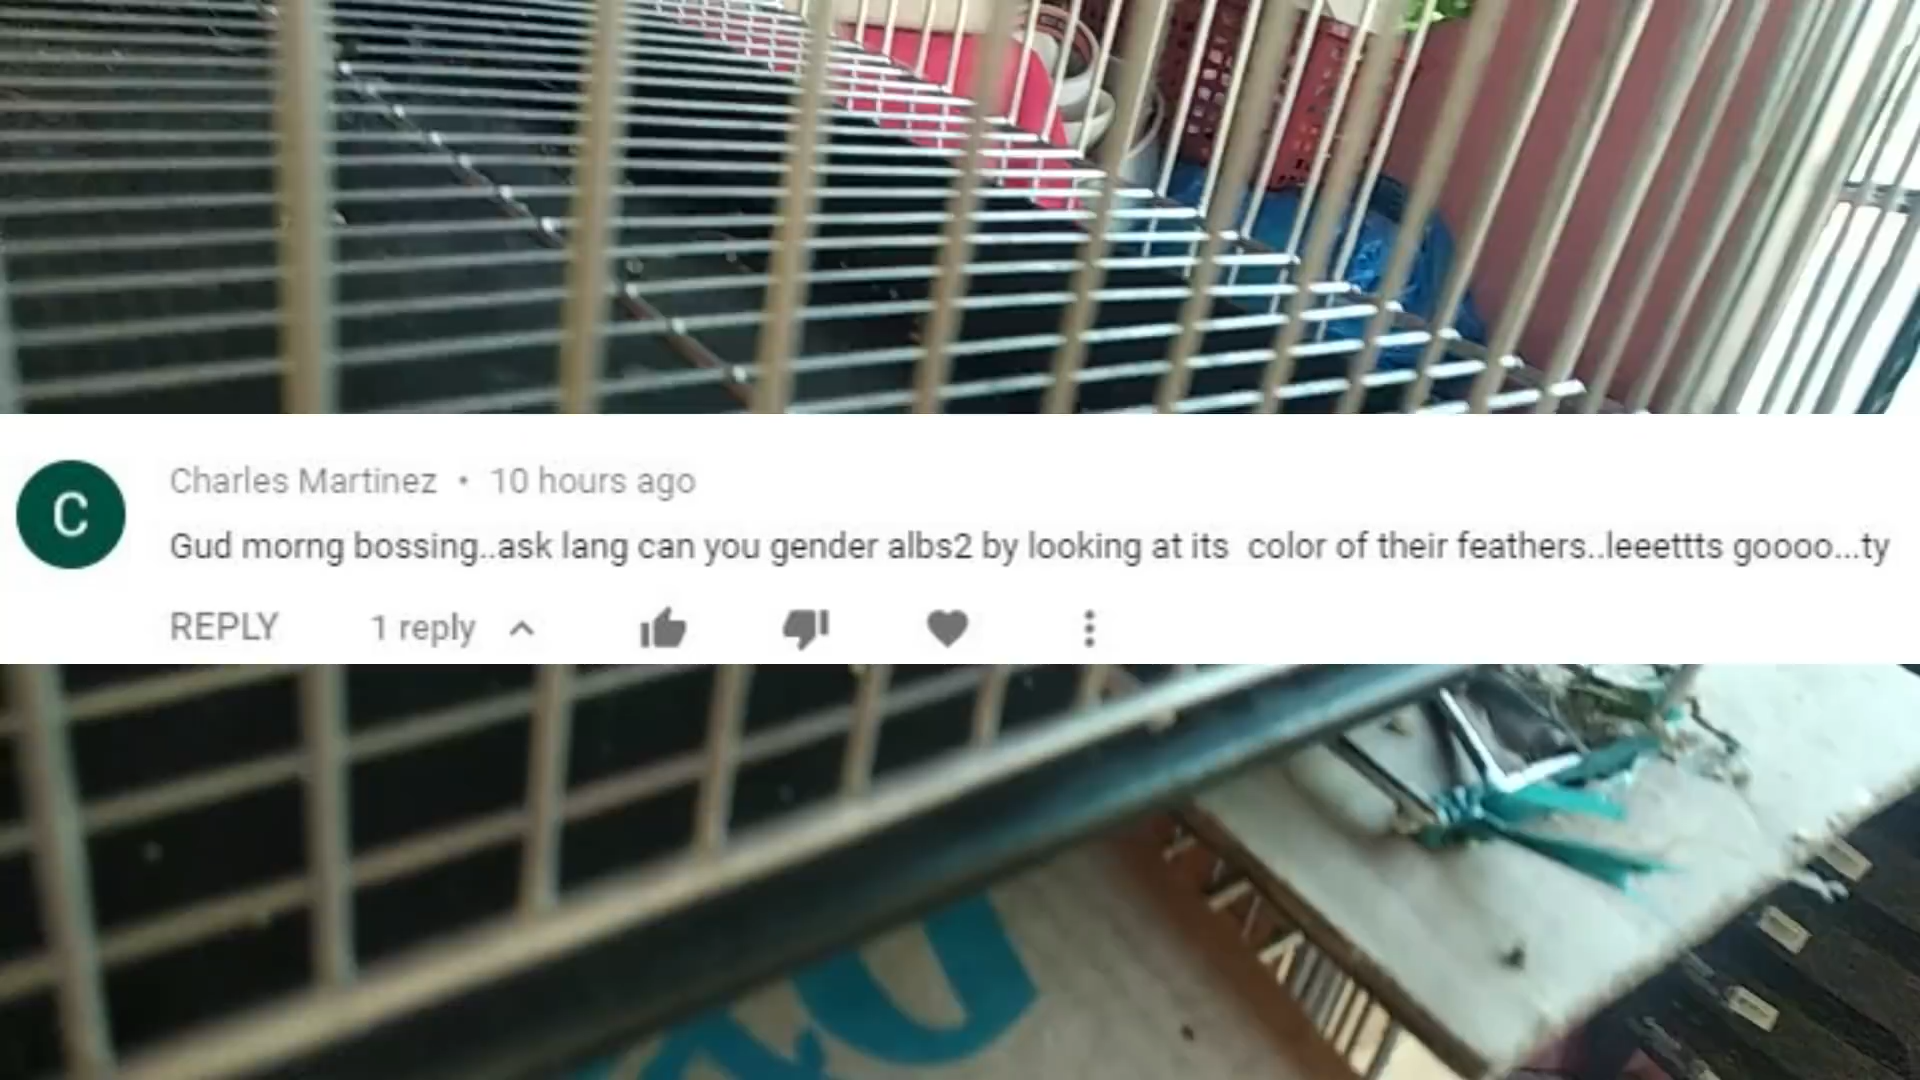 C
Charles Martinez • 10 hours ago
Gud morng bossing..ask lang can you gender albs2 by looking at its  color of their feathers..leeettts goooo...ty
REPLY 1 reply